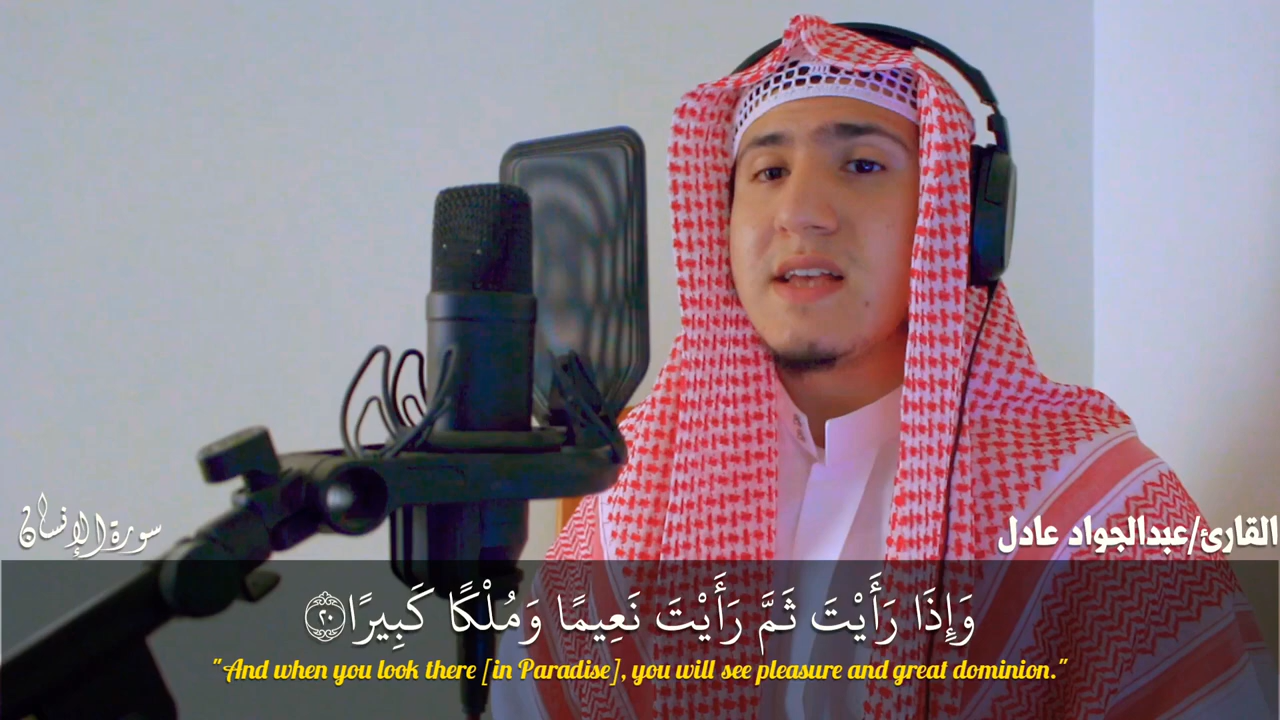 سورة الإنسان
القارئ/عبدالجواد عادل
وَإِذَا رَأَيْتَ ثَمَّ رَأَيْتَ نَعِيمًا وَمُلْكًا كَبِيرًا ٢٠
"And when you look there [in Paradise], you will see pleasure and great dominion."